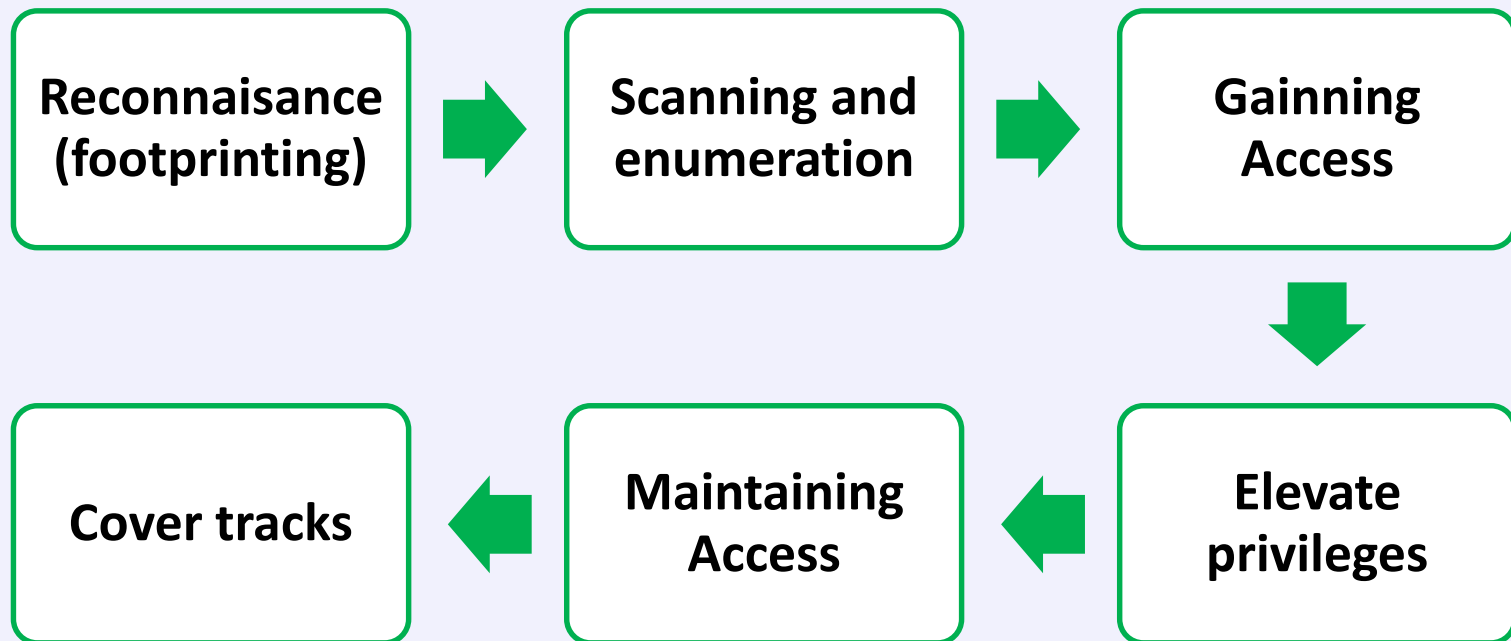 Reconnaisance
(footprinting)
Scanning and
enumeration
Gainning
Access
Elevate
privileges
Maintaining
Access
Cover tracks